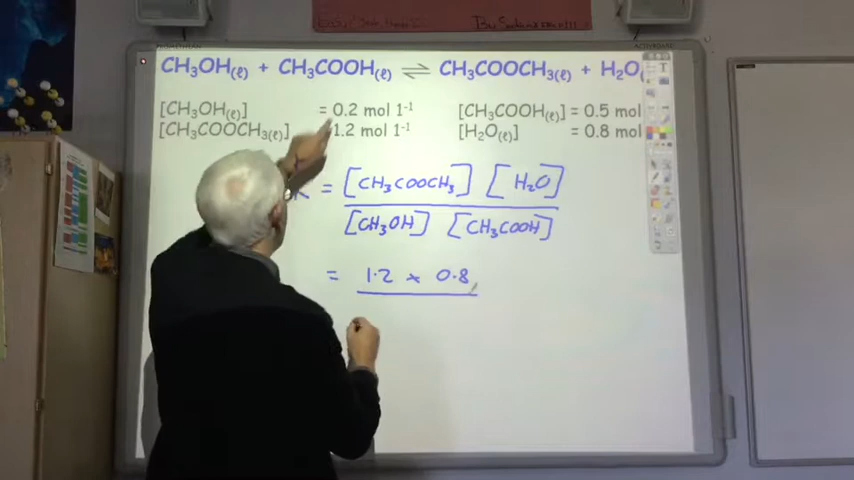 CH₃OH(ℓ) + CH₃COOH(ℓ) ⇌ CH₃COOCH₃(ℓ) + H₂O
[CH₃OH(ℓ)] = 0.2 mol l⁻¹ [CH₃COOH(ℓ)] = 0.5 mol
[CH₃COOCH₃(ℓ)] 1.2 mol l⁻¹ [H₂O(ℓ)] = 0.8 mol
K = [CH₃COOCH₃] [H₂O]
[CH₃OH] [CH₃COOH]
= 1.2 × 0.8